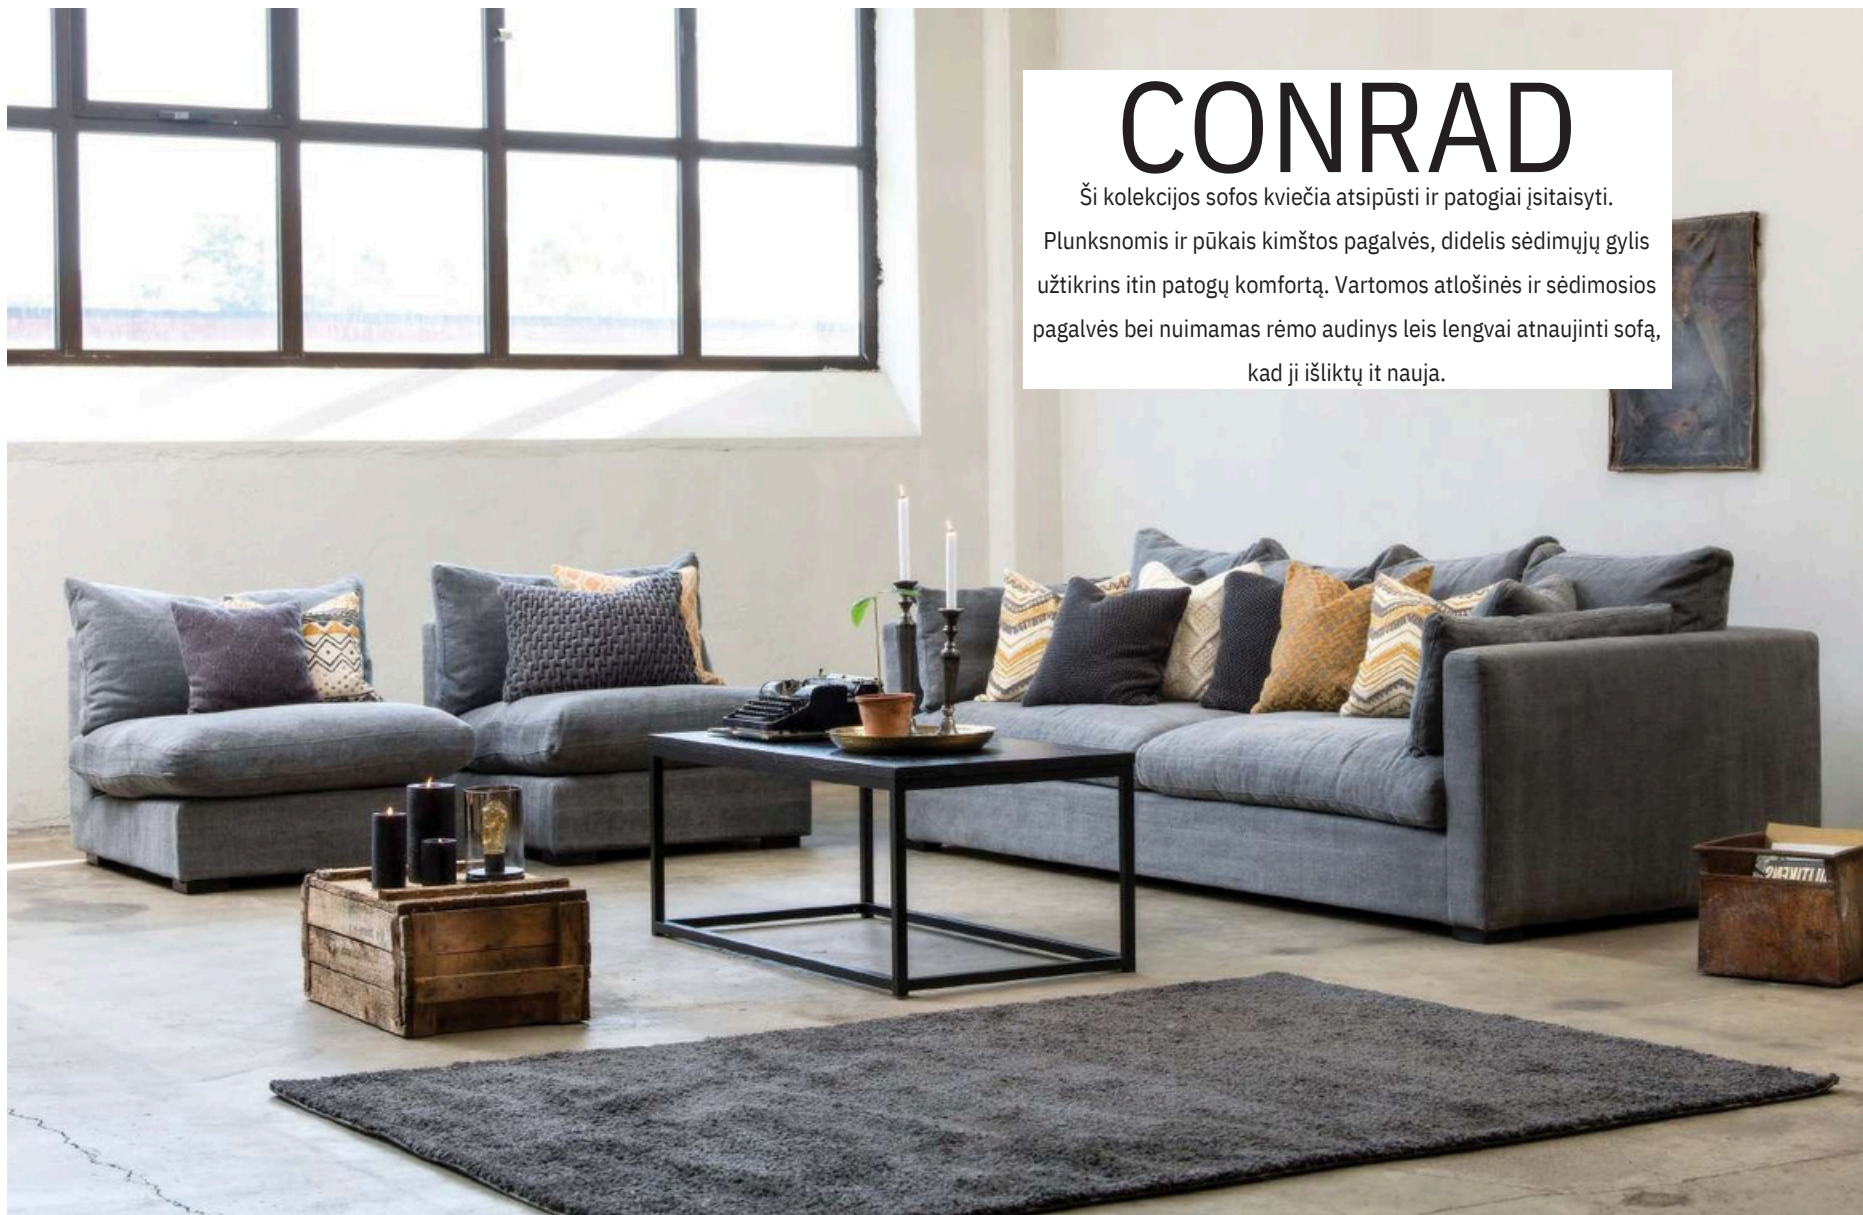 CONRAD
Ši kolekcijos sofos kviečia atsipūsti ir patogiai įsitaisyti.
Plunksnomis ir pūkais kimštos pagalvės, didelis sėdimųjų gylis
užtikrins itin patogų komfortą. Vartomos atlošinės ir sėdimosios
pagalvės bei nuimamas rėmo audinys leis lengvai atnaujinti sofą,
kad ji išliktų it nauja.